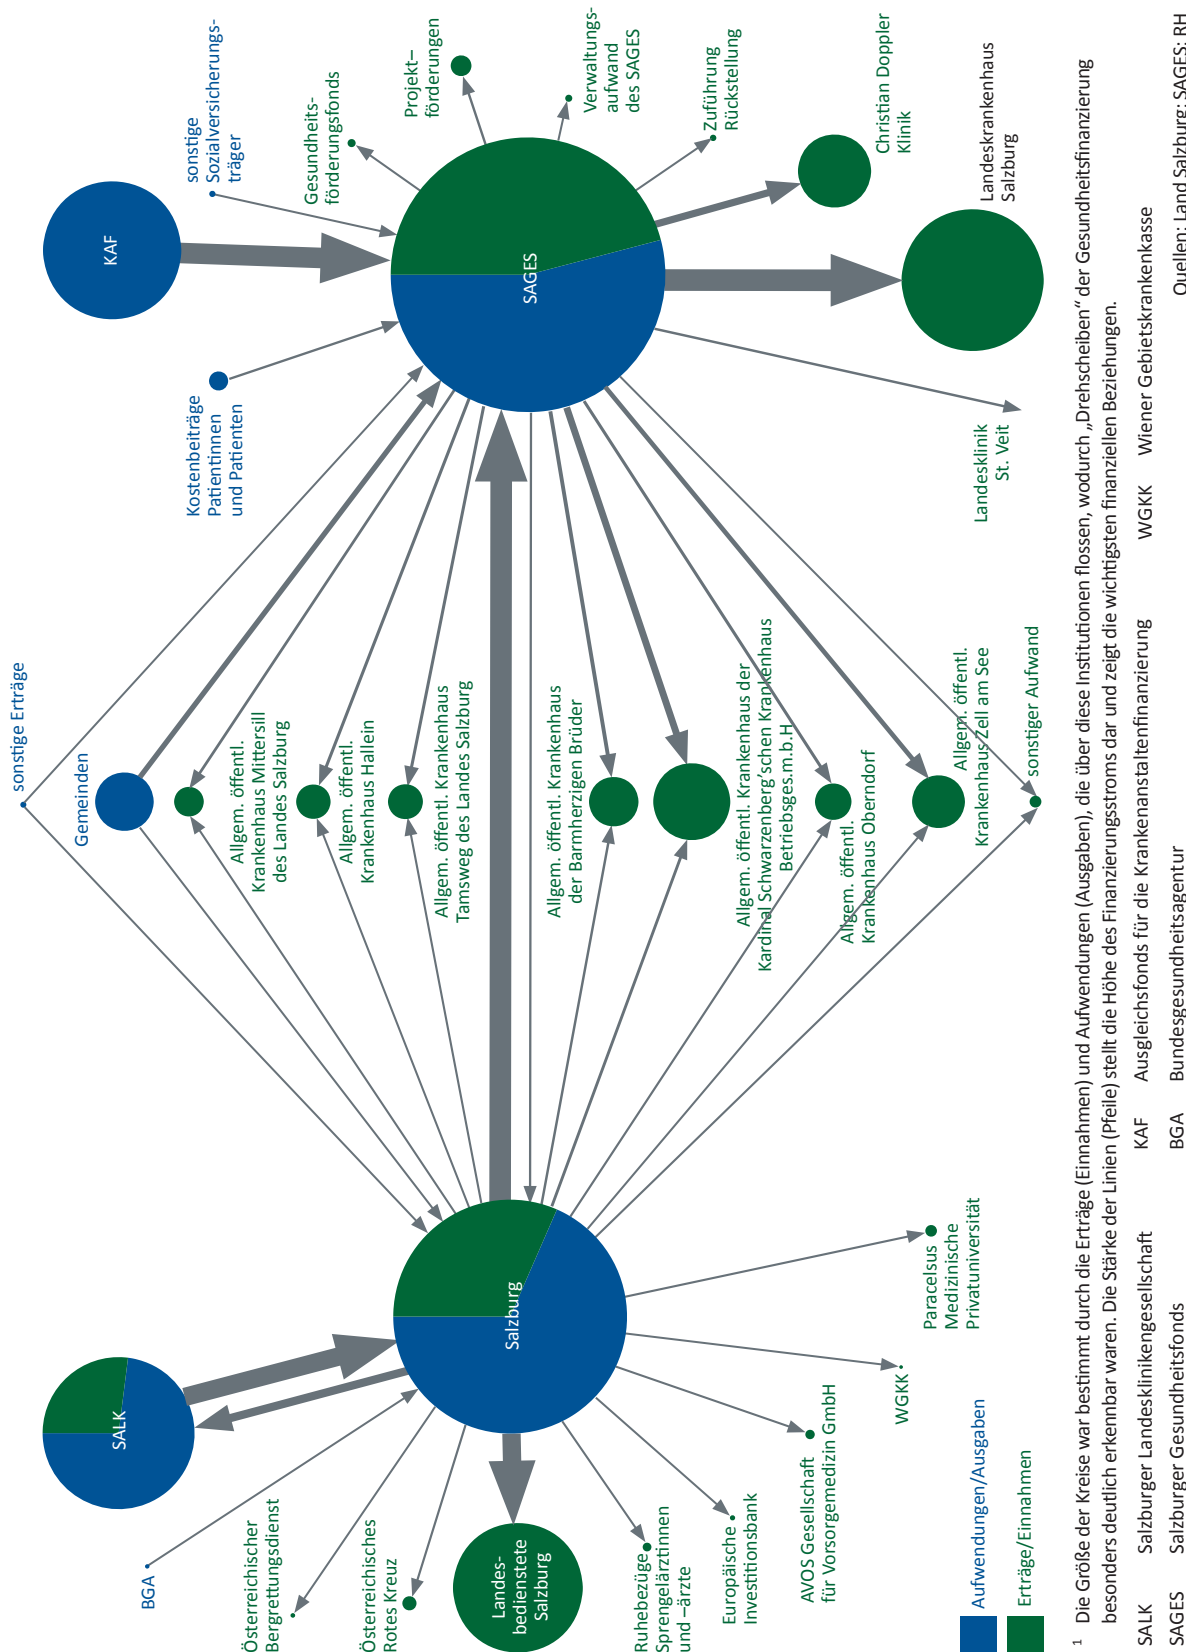 sonstige Erträge
Gemeinden
Allgem. öffentl.
Krankenhaus Mittersill
des Landes Salzburg
Allgem. öffentl.
Krankenhaus Hallein
Allgem. öffentl. Krankenhaus
Tamsweg des Landes Salzburg
Allgem. öffentl. Krankenhaus
der Barmherzigen Brüder
Allgem. öffentl. Krankenhaus der
Kardinal Schwarzenberg'schen Krankenhaus
Betriebsges.m.b.H
Allgem. öffentl.
Krankenhaus Oberndorf
Allgem. öffentl.
Krankenhaus Zell am See
sonstiger Aufwand
KAF
sonstige
Sozialversicherungs-
träger
Kostenbeiträge
Patientinnen
und Patienten
Gesundheits-
förderungsfonds
Projekt–
förderungen
Verwaltungs-
aufwand
des SAGES
Zuführung
Rückstellung
SAGES
Christian Doppler
Klinik
Landeskrankenhaus
Salzburg
Landesklinik
St. Veit
SALK
Salzburg
BGA
Österreichischer
Bergrettungsdienst
Österreichisches
Rotes Kreuz
Landes-
bedienstete
Salzburg
Ruhebezüge
Sprengelärztinnen
und –ärzte
Europäische
Investitionsbank
AVOS Gesellschaft
für Vorsorgemedizin GmbH
WGKK
Paracelsus
Medizinische
Privatuniversität
Aufwendungen/Ausgaben
Erträge/Einnahmen
1 Die Größe der Kreise war bestimmt durch die Erträge (Einnahmen) und Aufwendungen (Ausgaben), die über diese Institutionen flossen, wodurch „Drehscheiben“ der Gesundheitsfinanzierung
besonders deutlich erkennbar waren. Die Stärke der Linien (Pfeile) stellt die Höhe des Finanzierungsstroms dar und zeigt die wichtigsten finanziellen Beziehungen.
SALK Salzburger Landesklinikengesellschaft KAF Ausgleichsfonds für die Krankenanstaltenfinanzierung WGKK Wiener Gebietskrankenkasse
SAGES Salzburger Gesundheitsfonds BGA Bundesgesundheitsagentur
Quellen: Land Salzburg; SAGES; RH